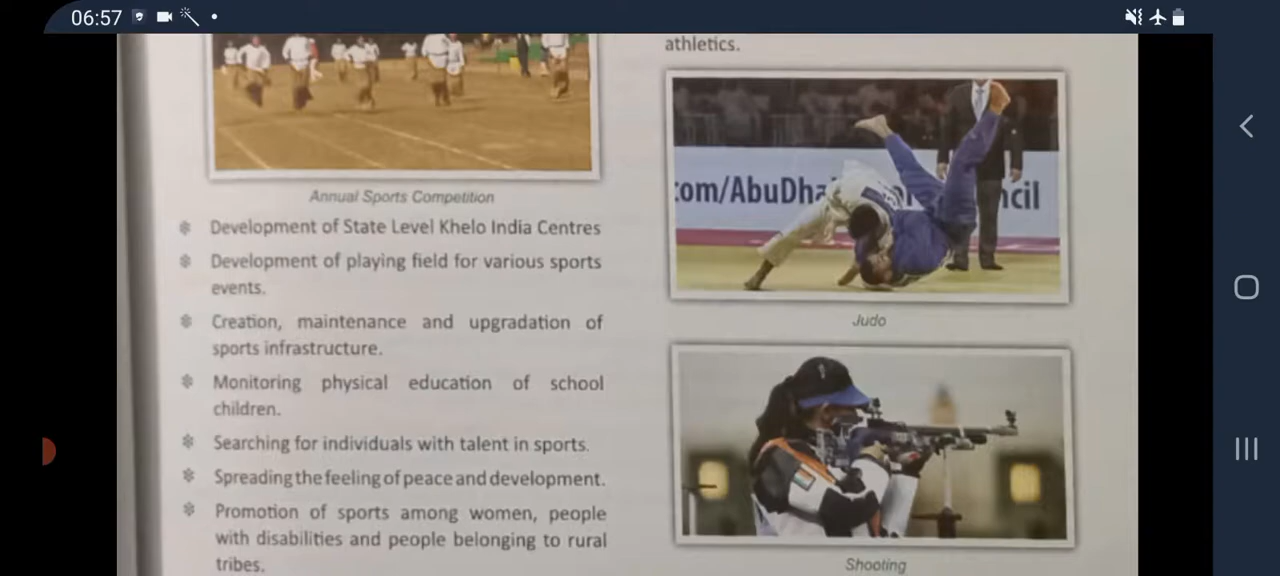 06:57
athletics.
com/AbuDha
ncil
Annual Sports Competition
Development of State Level Khelo India Centres
Development of playing field for various sports
events.
Creation, maintenance and upgradation of
sports infrastructure.
Monitoring physical education of school
children.
Searching for individuals with talent in sports.
Spreading the feeling of peace and development.
Promotion of sports among women, people
with disabilities and people belonging to rural
tribes.
Judo
Shooting